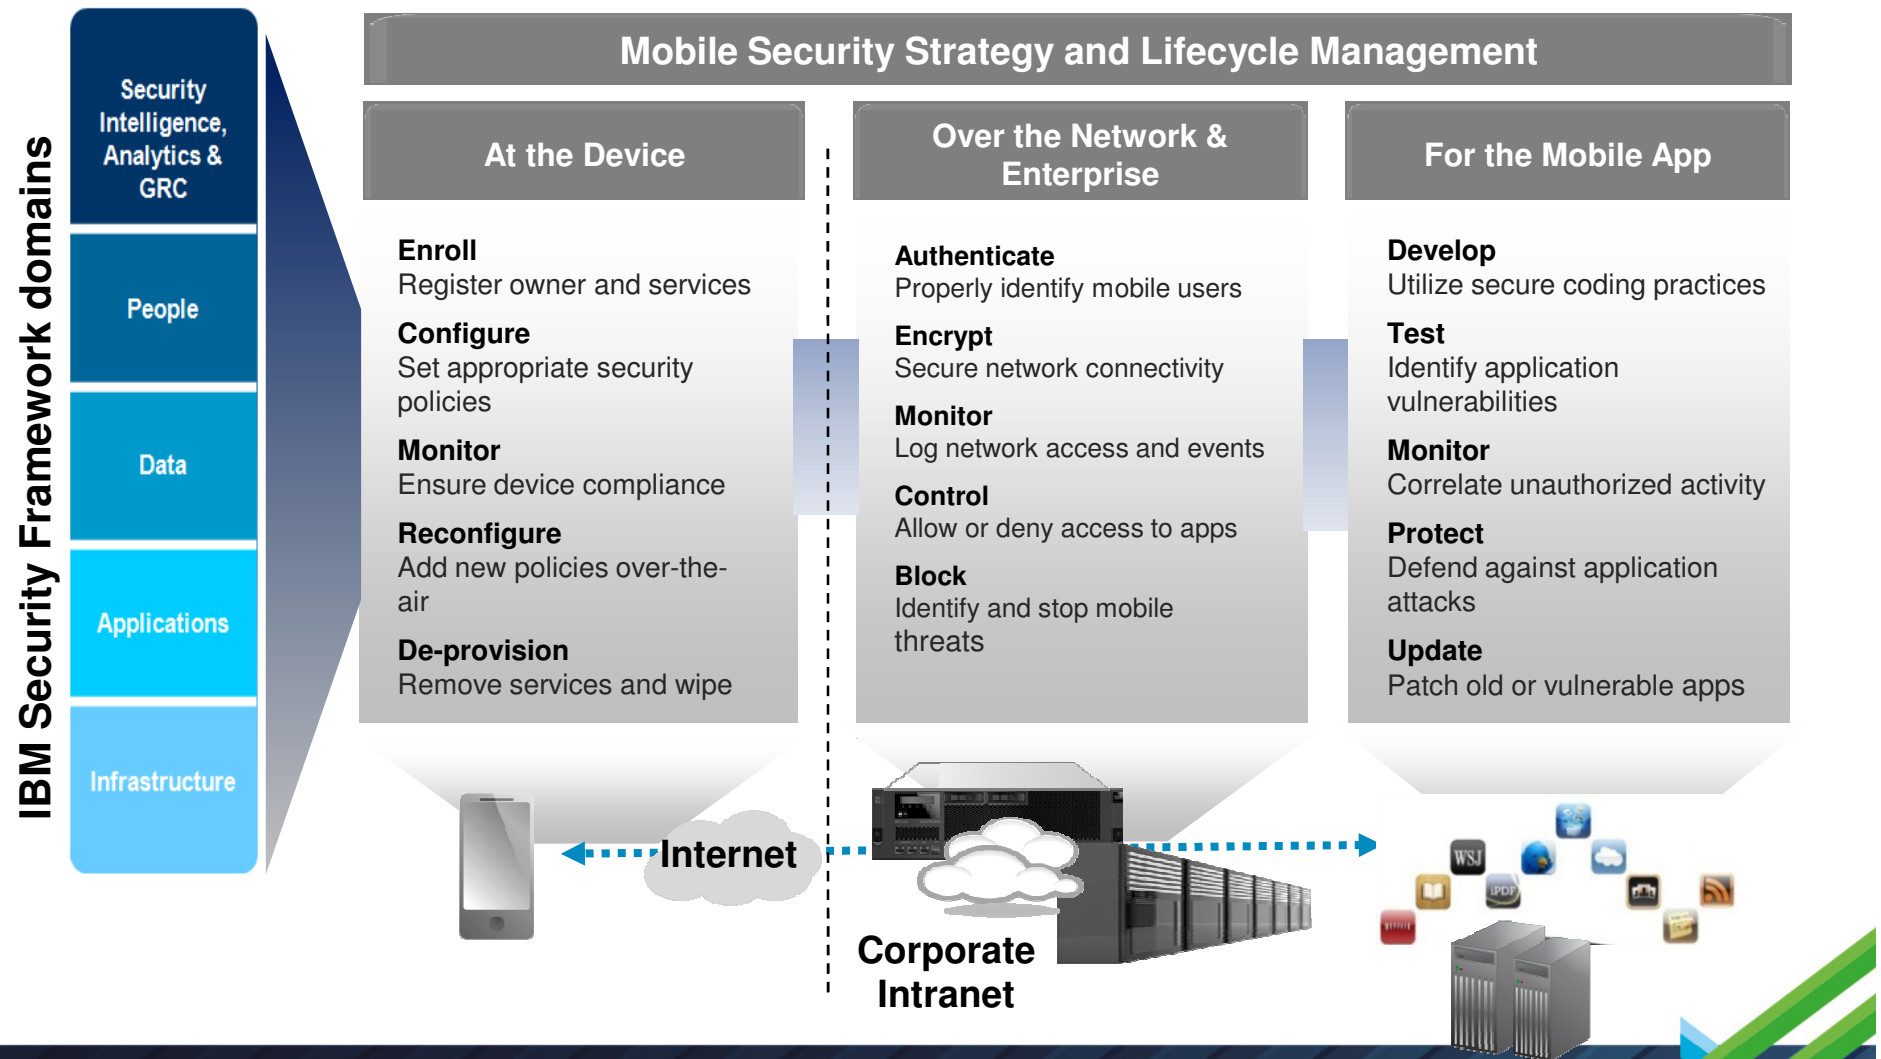 IBM Security Framework domains
Security
Intelligence,
Analytics &
GRC
People
Data
Applications
Infrastructure
Mobile Security Strategy and Lifecycle Management
At the Device
Enroll
Register owner and services
Configure
Set appropriate security
policies
Monitor
Ensure device compliance
Reconfigure
Add new policies over-the-
air
De-provision
Remove services and wipe
Over the Network &
Enterprise
Authenticate
Properly identify mobile users
Encrypt
Secure network connectivity
Monitor
Log network access and events
Control
Allow or deny access to apps
Block
Identify and stop mobile
threats
For the Mobile App
Develop
Utilize secure coding practices
Test
Identify application
vulnerabilities
Monitor
Correlate unauthorized activity
Protect
Defend against application
attacks
Update
Patch old or vulnerable apps
Internet
Corporate
Intranet
WSJ
iPDF